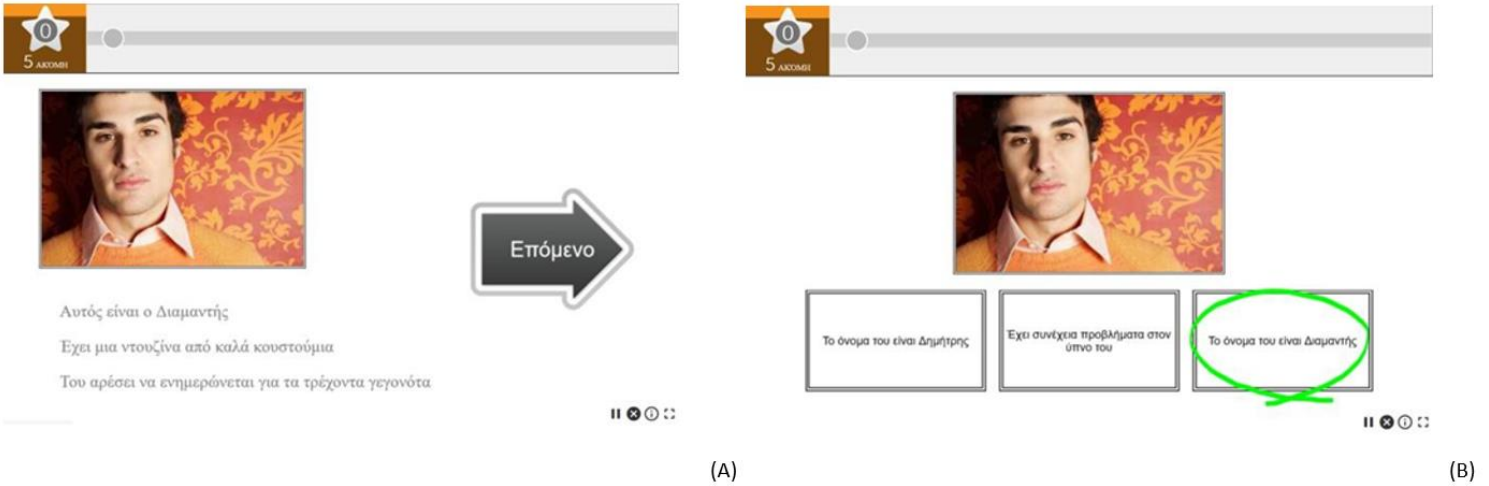 0
5 ΑΚΟΜΗ
Επόμενο
Αυτός είναι ο Διαμαντής
Έχει μια ντουζίνα από καλά κουστούμια
Του αρέσει να ενημερώνεται για τα τρέχοντα γεγονότα
(A)
0
5 ΑΚΟΜΗ
Το όνομα του είναι Δημήτρης
Έχει συνέχεια προβλήματα στον
ύπνο του
Το όνομα του είναι Διαμαντής
(B)